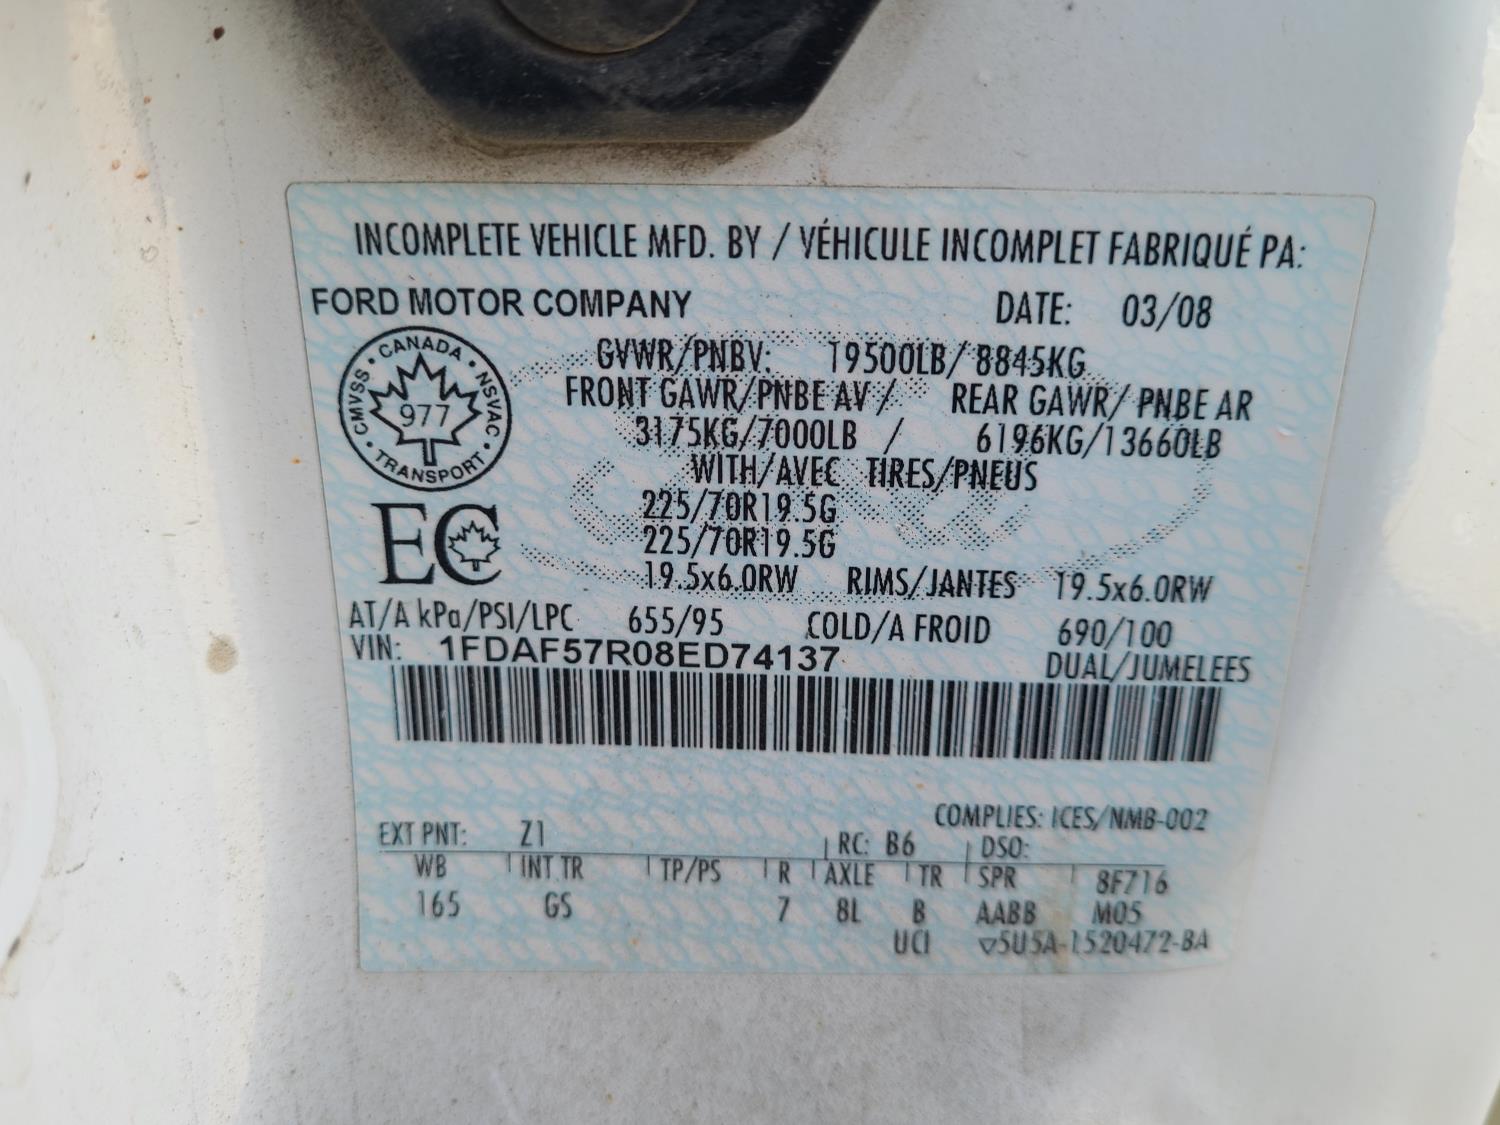 INCOMPLETE VEHICLE MFD. BY / VÉHICULE INCOMPLET FABRIQUÉ PA:
FORD MOTOR COMPANY DATE: 03/08
GVWR/PNBV: 19500LB/ 8845KG
FRONT GAWR/PNBE AV / REAR GAWR/ PNBE AR
3175KG/7000LB / 6196KG/13660LB
WITH/AVEC TIRES/PNEUS
225/70R19.5G
225/70R19.5G
19.5x6.0RW RIMS/JANTES 19.5x6.0RW
AT/A kPa/PSI/LPC 655/95 COLD/A FROID 690/100
VIN: 1FDAF57R08ED74137 DUAL/JUMELEES
CANADA
CMVSS 977 NSVAC
TRANSPORT
EC
COMPLIES: ICES/NMB-002
EXT PNT: Z1 RC: B6 DSO:
WB INT TR TP/PS R AXLE TR SPR 8F716
165 GS 7 8L B AABB M05
UCI ▽5U5A-1520472-BA